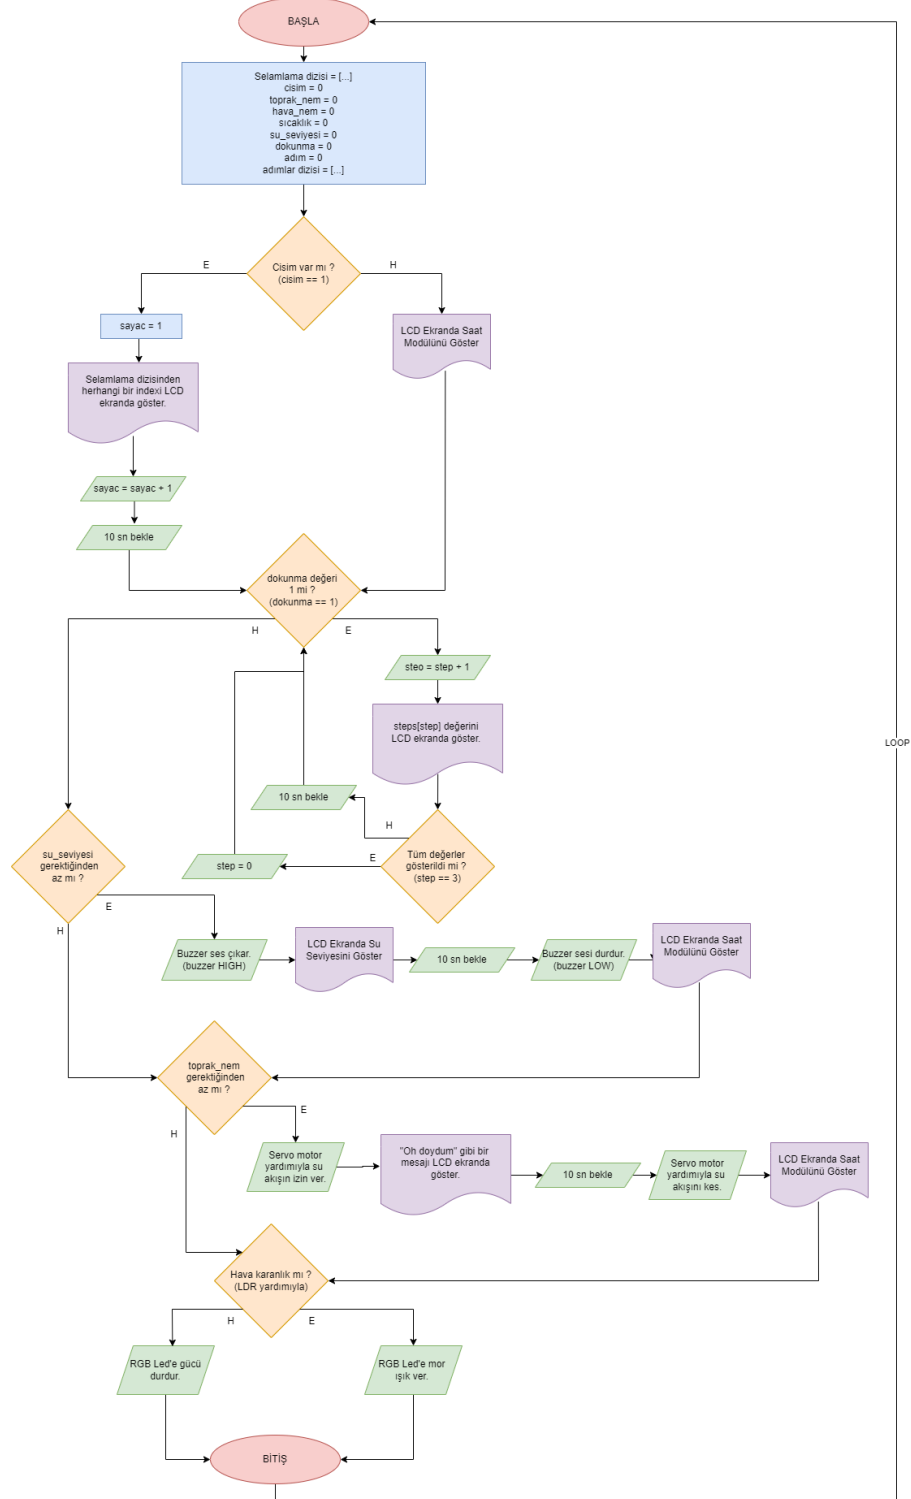 BAŞLA
Selamlama dizisi = [...]
cisim = 0
toprak_nem = 0
hava_nem = 0
sıcaklık = 0
su_seviyesi = 0
dokunma = 0
adım = 0
adımlar dizisi = [...]
Cisim var mı ?
(cisim == 1)
E
H
sayac = 1
LCD Ekranda Saat
Modülünü Göster
Selamlama dizisinden
herhangi bir indexi LCD
ekranda göster.
sayac = sayac + 1
10 sn bekle
dokunma değeri
1 mi ?
(dokunma == 1)
H
E
steo = step + 1
steps[step] değerini
LCD ekranda göster.
LOOP
10 sn bekle
H
Tüm değerler
gösterildi mi ?
(step == 3)
E
step = 0
su_seviyesi
gerektiğinden
az mı ?
E
H
Buzzer ses çıkar.
(buzzer HIGH)
LCD Ekranda Su
Seviyesini Göster
10 sn bekle
Buzzer sesi durdur.
(buzzer LOW)
LCD Ekranda Saat
Modülünü Göster
toprak_nem
gerektiğinden
az mı ?
E
H
Servo motor
yardımıyla su
akışın izin ver.
"Oh doydum" gibi bir
mesajı LCD ekranda
göster.
10 sn bekle
Servo motor
yardımıyla su
akışını kes.
LCD Ekranda Saat
Modülünü Göster
Hava karanlık mı ?
(LDR yardımıyla)
H
E
RGB Led'e gücü
durdur.
RGB Led'e mor
ışık ver.
BİTİŞ